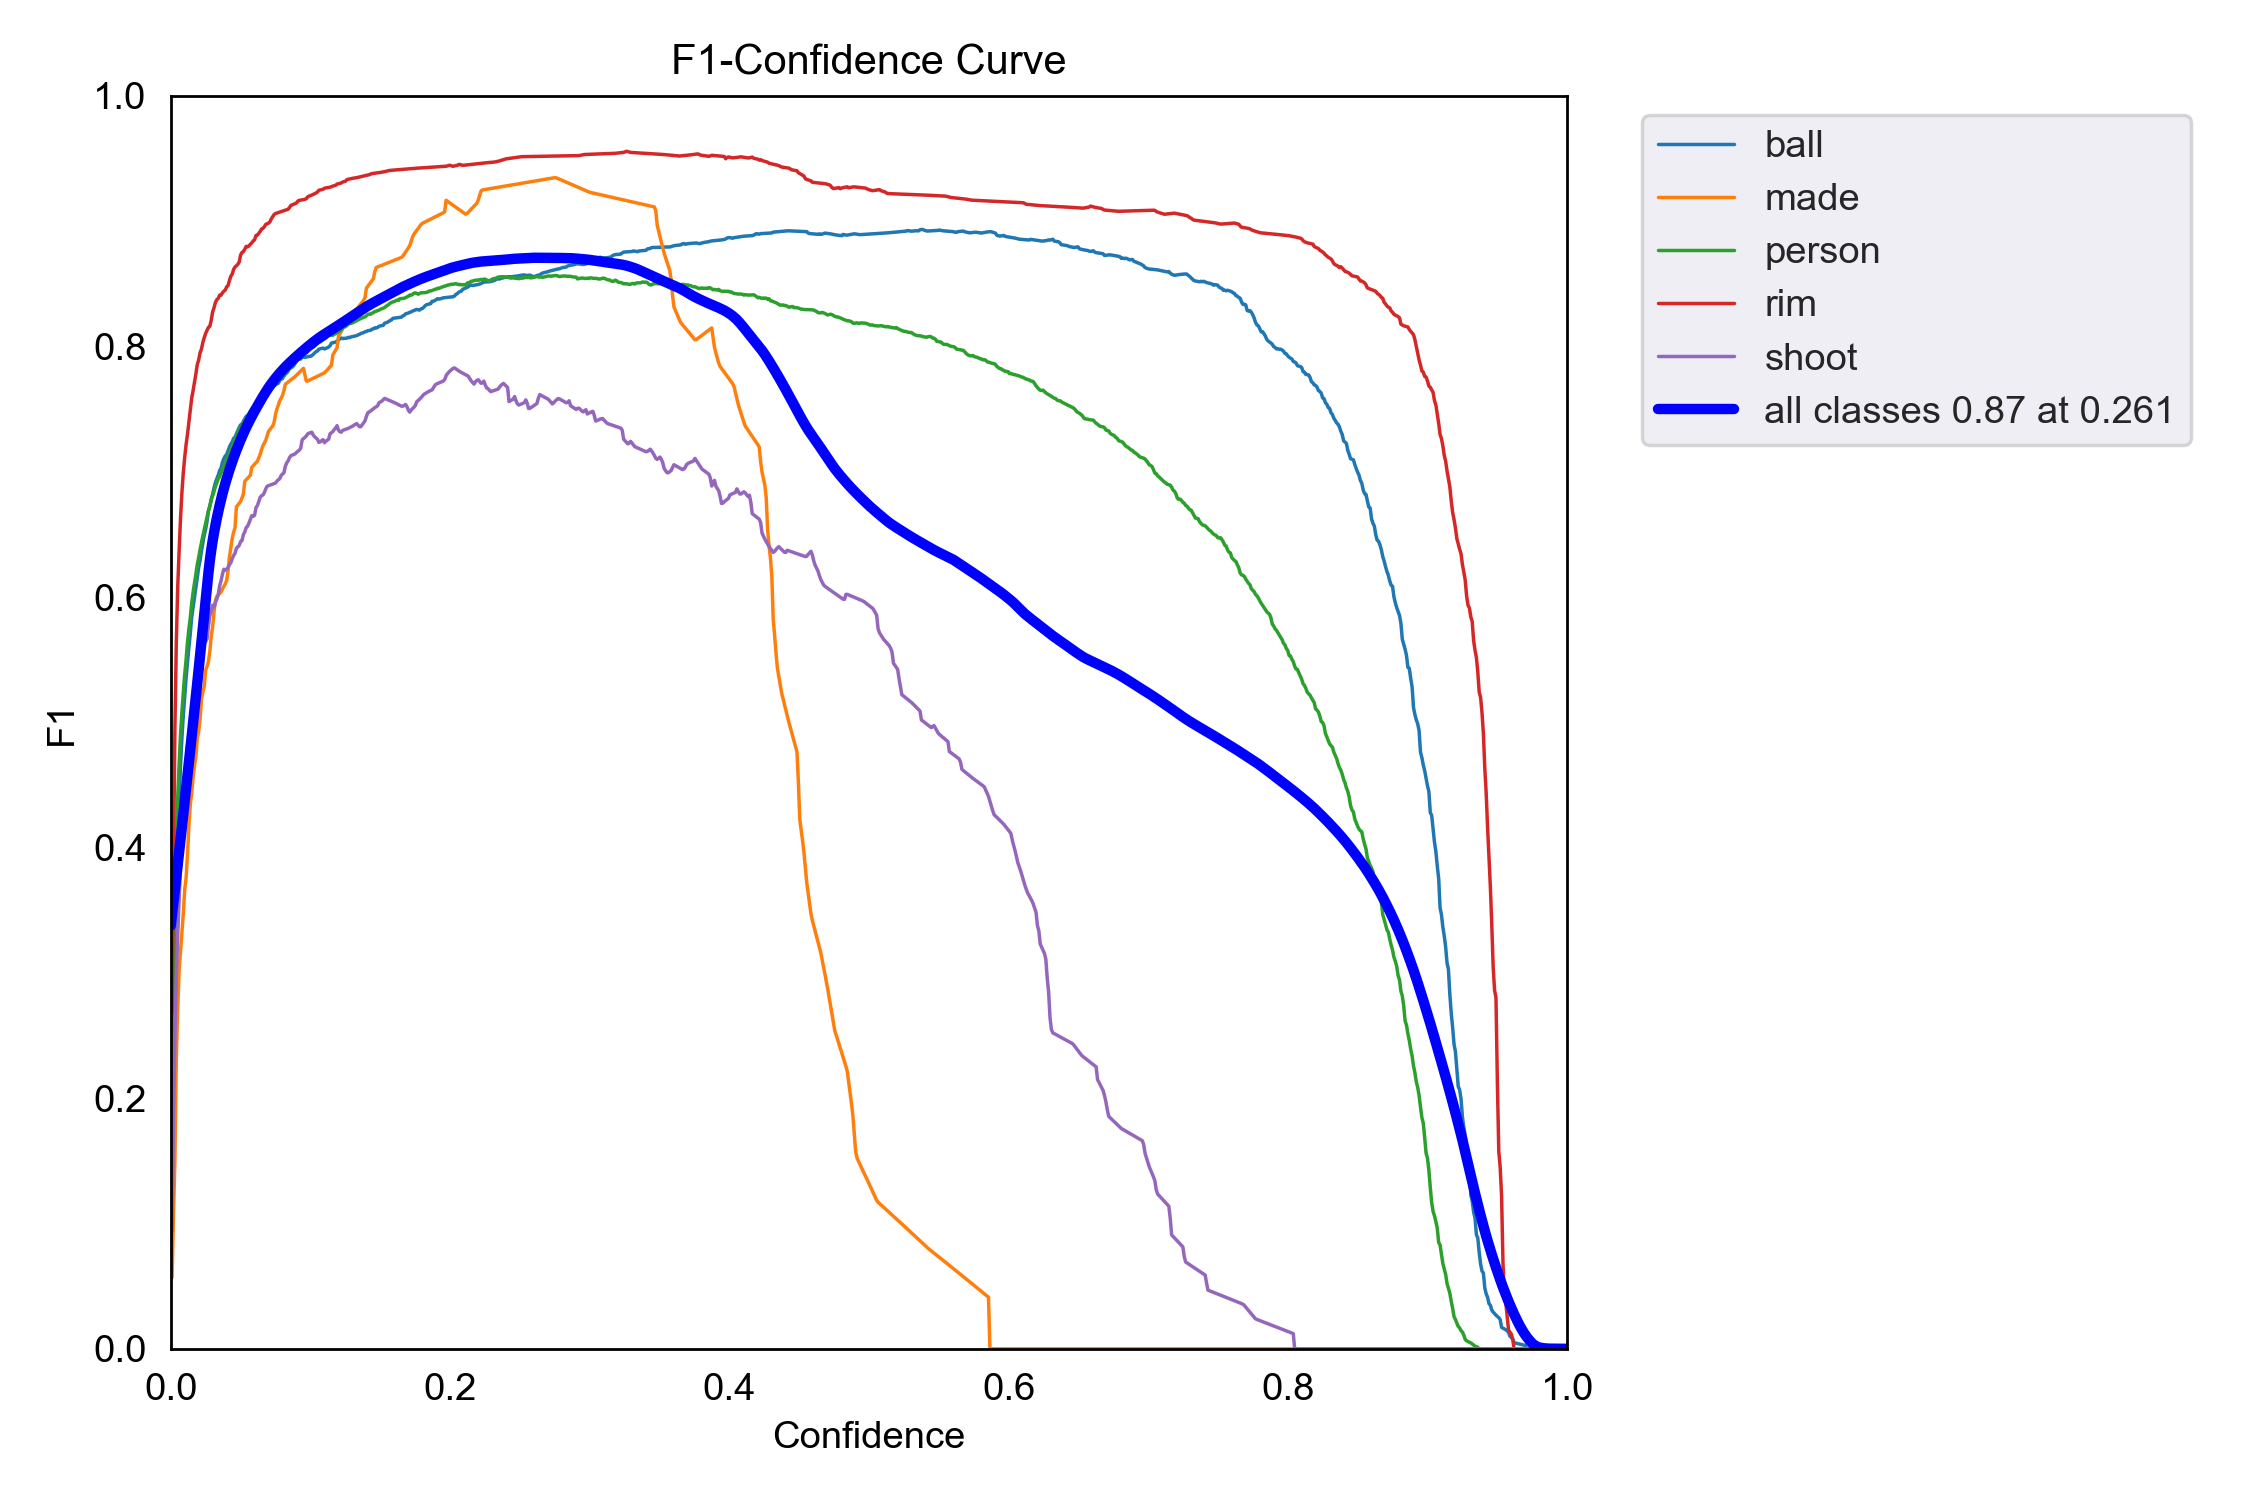 F1-Confidence Curve
1.0
0.8
0.6
0.4
0.2
0.0
F1
0.0 0.2 0.4 0.6 0.8 1.0
Confidence
ball
made
person
rim
shoot
all classes 0.87 at 0.261